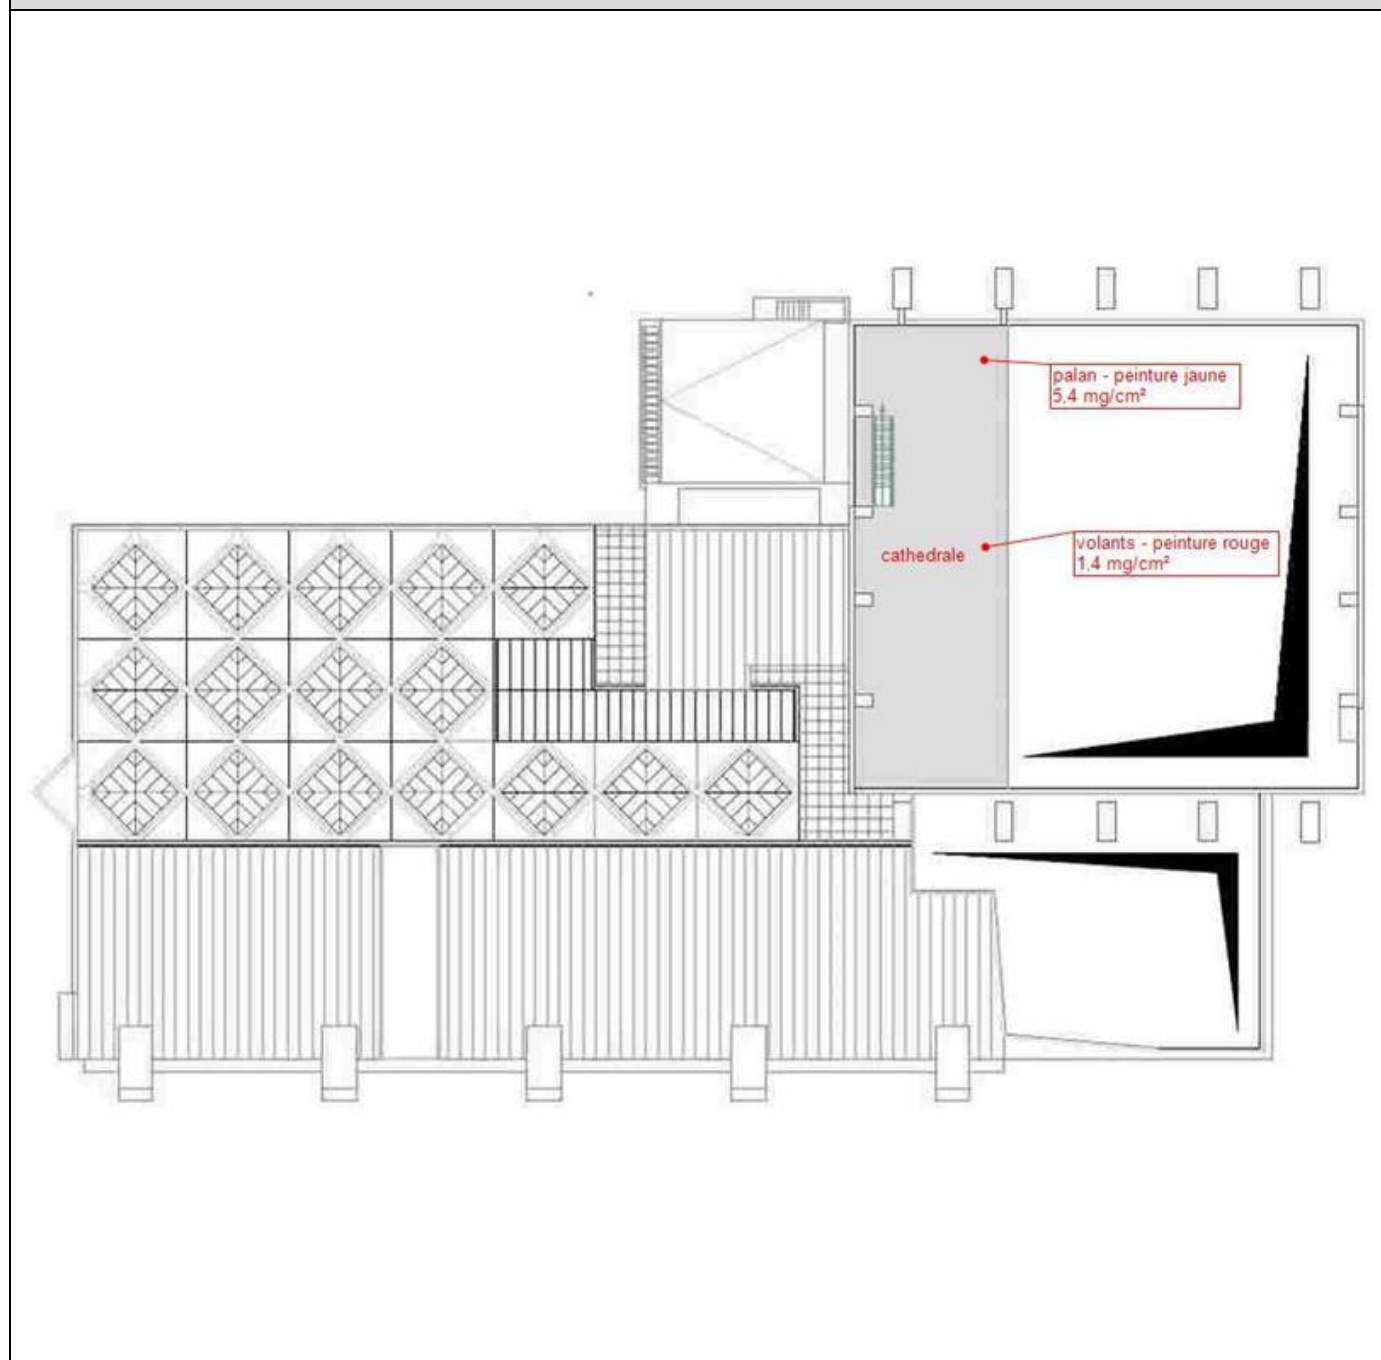 palan - peinture jaune
5,4 mg/cm²
volants - peinture rouge
1,4 mg/cm²
cathedrale